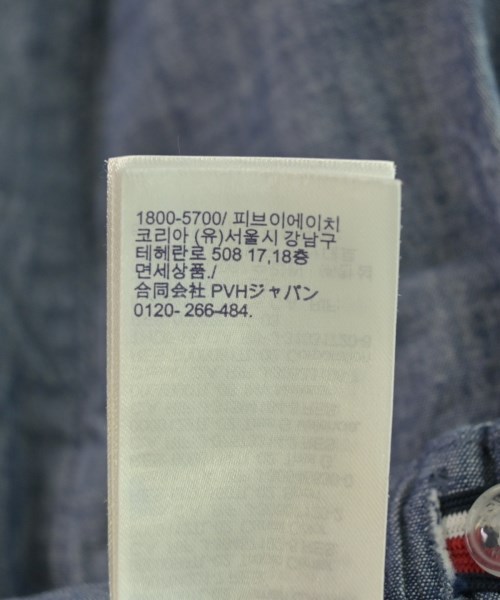 1800-5700/ 피브이에이치
코리아 (유)서울시 강남구
테헤란로 508 17,18층
면세상품./
合同会社 PVHジャパン
0120- 266-484.